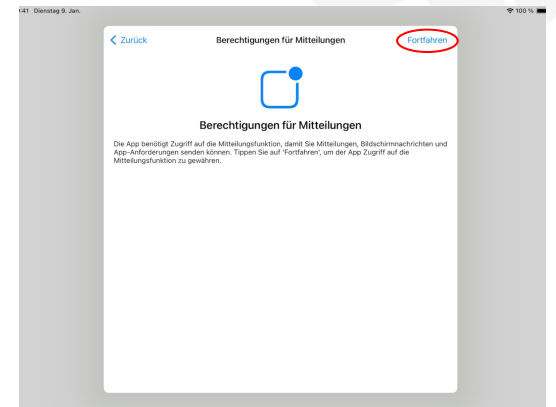 :41 Dienstag 9. Jan.
100 %
Zurück
Berechtigungen für Mitteilungen
Fortfahren
Berechtigungen für Mitteilungen
Die App benötigt Zugriff auf die Mitteilungsfunktion, damit Sie Mitteilungen, Bildschirmnachrichten und
App-Anforderungen senden können. Tippen Sie auf 'Fortfahren', um der App Zugriff auf die
Mitteilungsfunktion zu gewähren.